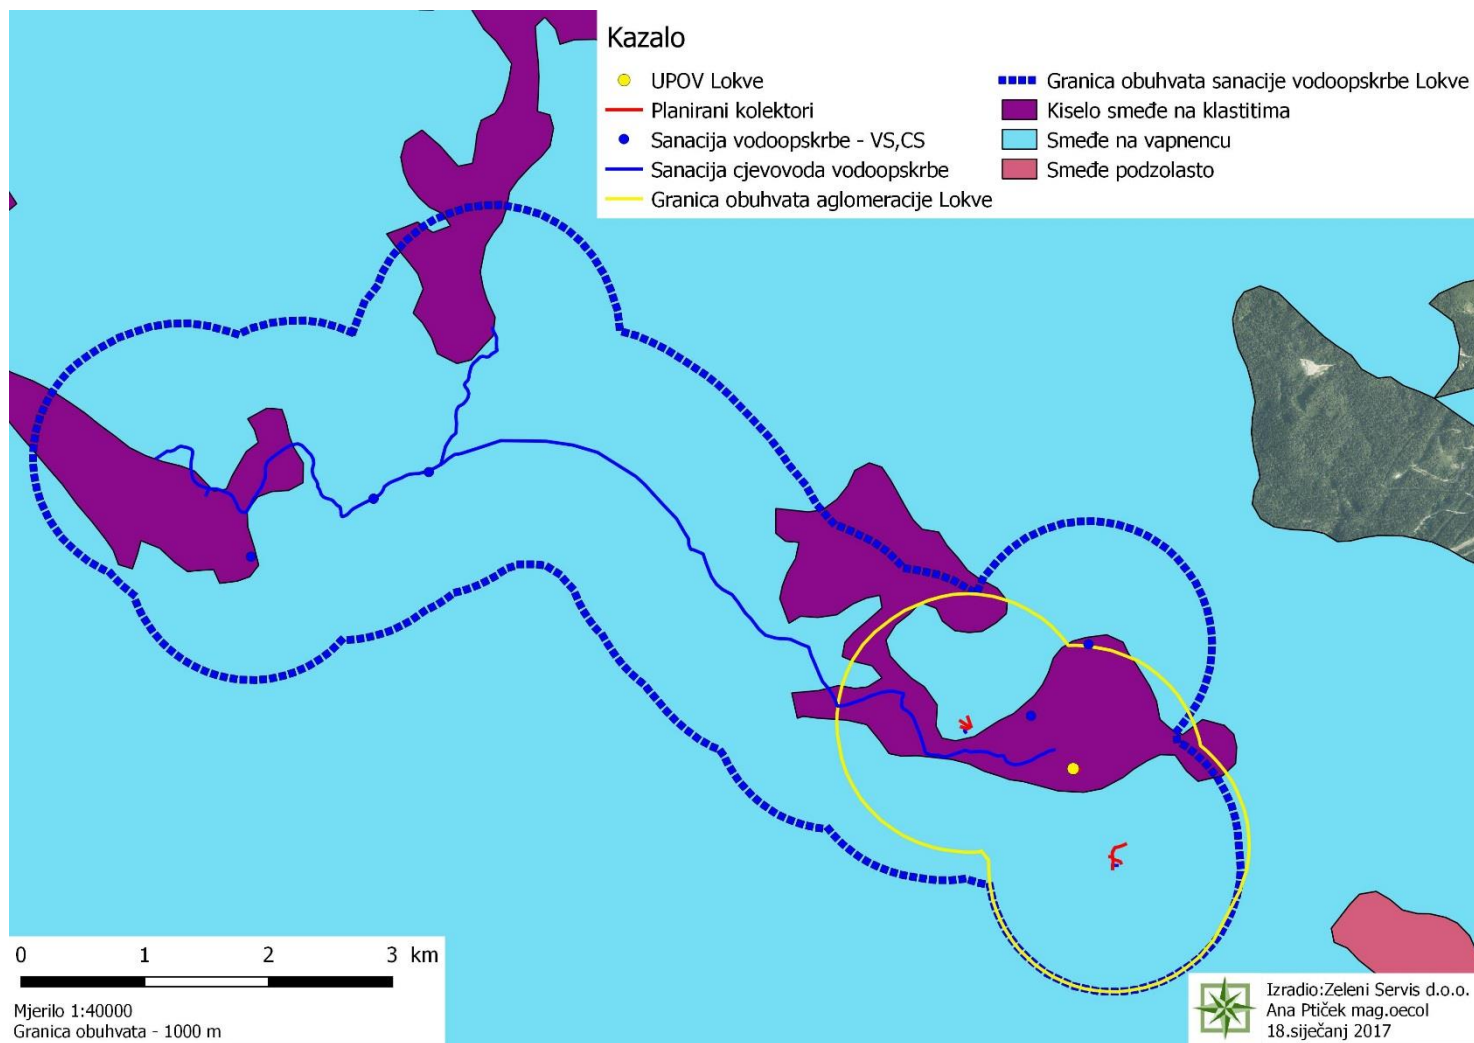 Kazalo
UPOV Lokve
Planirani kolektori
Sanacija vodoopskrbe - VS,CS
Sanacija cjevovoda vodoopskrbe
Granica obuhvata aglomeracije Lokve
Granica obuhvata sanacije vodoopskrbe Lokve
Kiselo smeđe na klastitima
Smeđe na vapnencu
Smeđe podzolasto
0 1 2 3 km
Mjerilo 1:40000
Granica obuhvata - 1000 m
Izradio:Zeleni Servis d.o.o.
Ana Ptiček mag.oecol
18.siječanj 2017